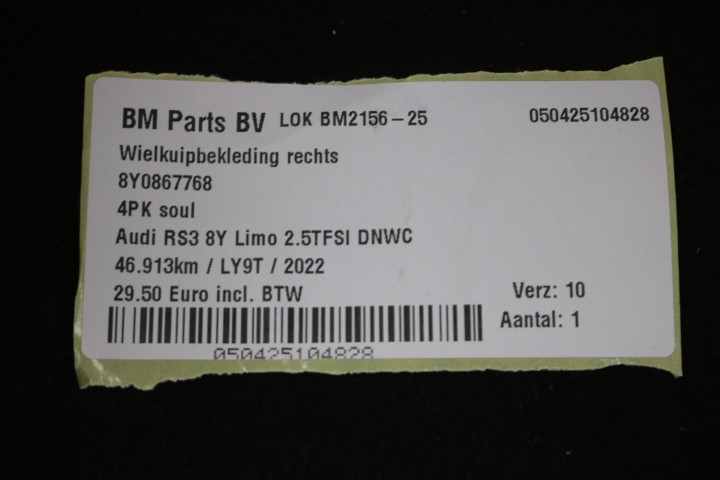 BM Parts BV LOK BM2156-25 050425104828
Wielkuipbekleding rechts
8Y0867768
4PK soul
Audi RS3 8Y Limo 2.5TFSI DNWC
46.913km / LY9T / 2022
29.50 Euro incl. BTW Verz: 10
Aantal: 1
050425104828